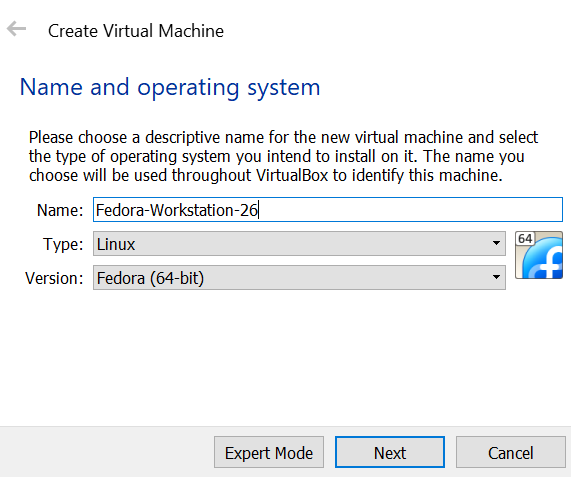 Create Virtual Machine
Name and operating system
Please choose a descriptive name for the new virtual machine and select
the type of operating system you intend to install on it. The name you
choose will be used throughout VirtualBox to identify this machine.
Name: Fedora-Workstation-26
Type: Linux
64
Version: Fedora (64-bit)
Expert Mode Next Cancel